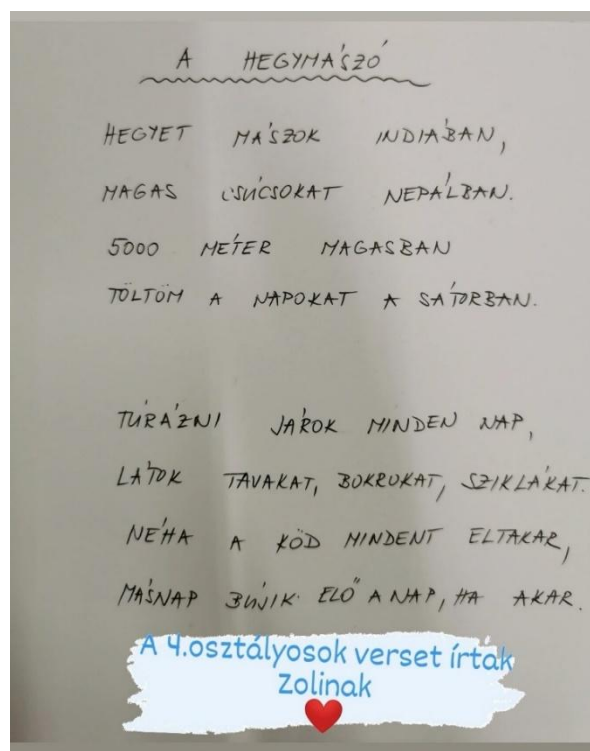 A HEGYMÁSZÓ
HEGYET MÁSZOK INDIÁBAN,
MAGAS CSÚCSOKAT NEPÁLBAN.
5000 MÉTER MAGASBAN
TÖLTÖM A NAPOKAT A SÁTORBAN.
TÚRÁZNI JÁROK MINDEN NAP,
LÁTOK TAVAKAT, BOKROKAT, SZIKLÁKAT.
NÉHA A KÖD MINDENT ELTAKAR,
MÁSNAP BÚJIK ELŐ A NAP, HA AKAR.
A 4.osztályosok verset írtak
Zolinak